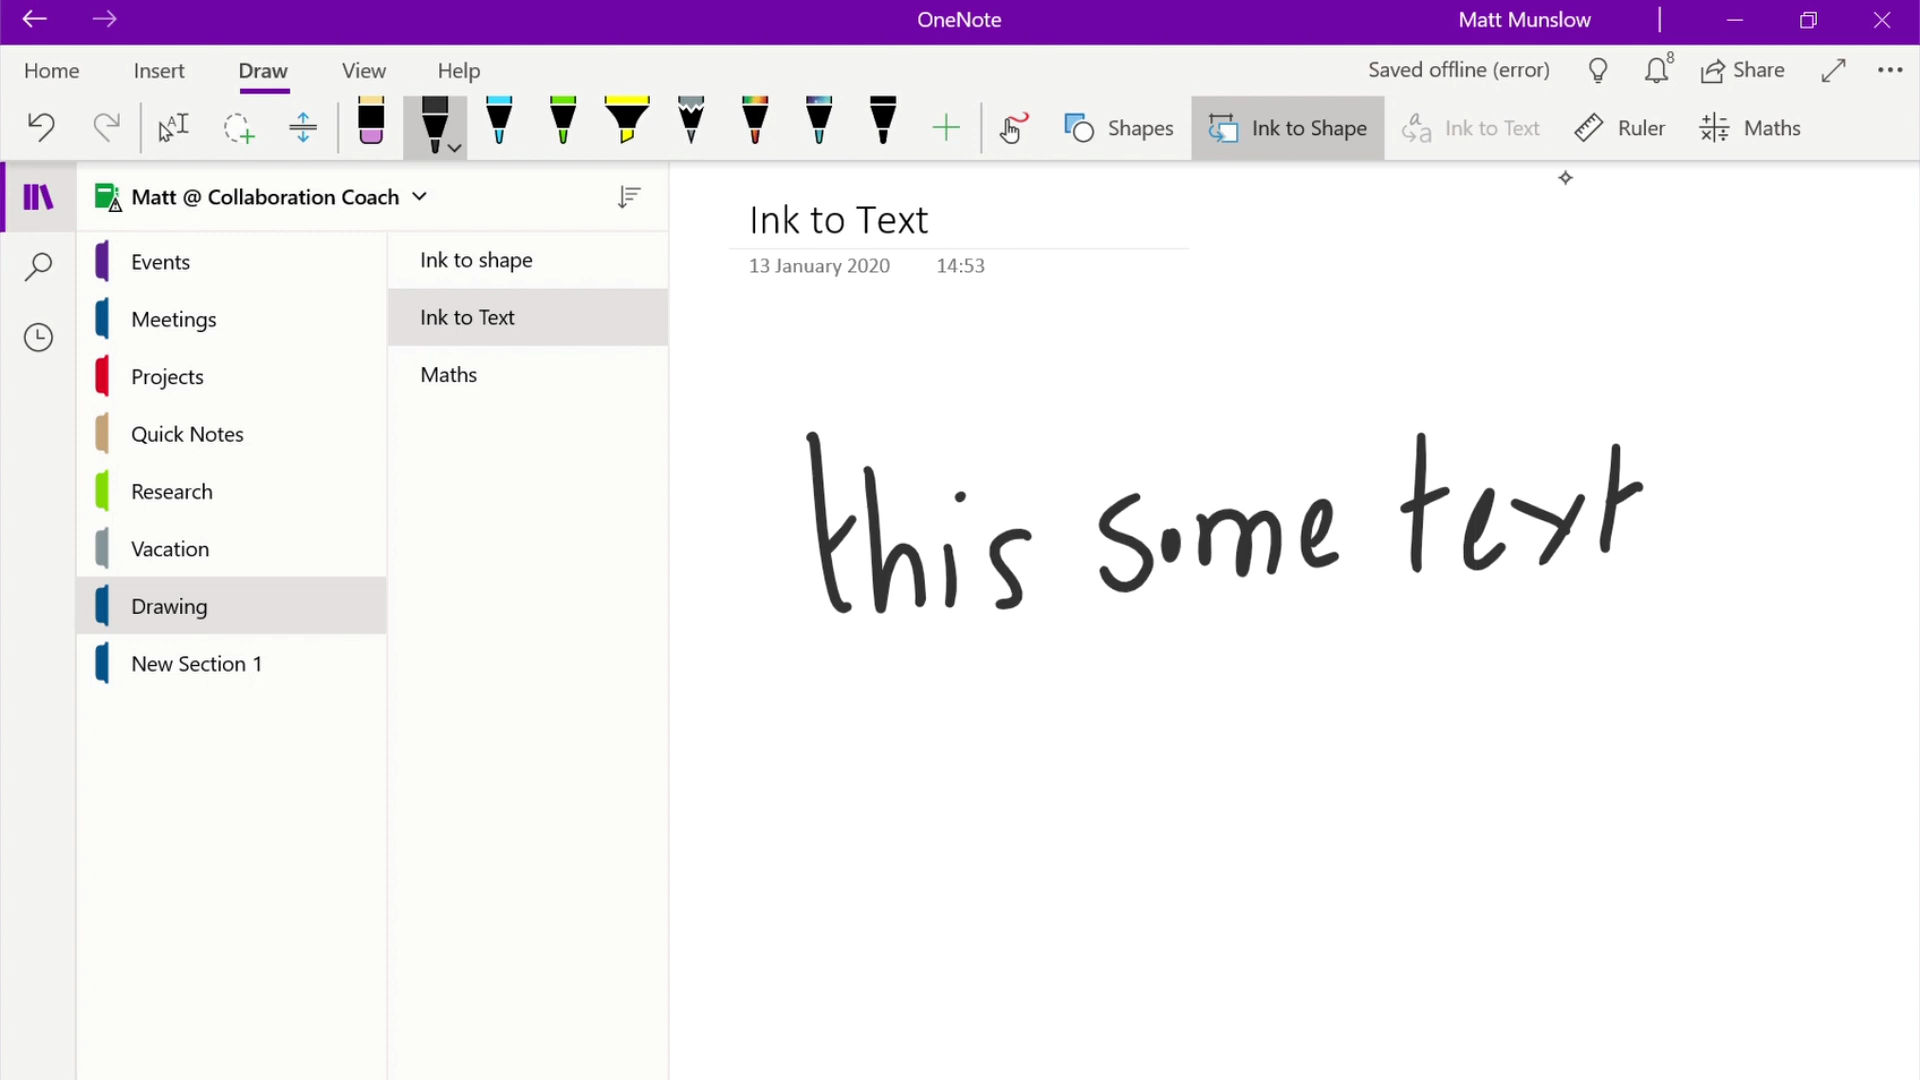 OneNote Matt Munslow
Home Insert Draw View Help Saved offline (error) 8 Share
Shapes Ink to Shape Ink to Text Ruler Maths
Matt @ Collaboration Coach
Events
Meetings
Projects
Quick Notes
Research
Vacation
Drawing
New Section 1
Ink to shape
Ink to Text
Maths
Ink to Text
13 January 2020 14:53
this some text